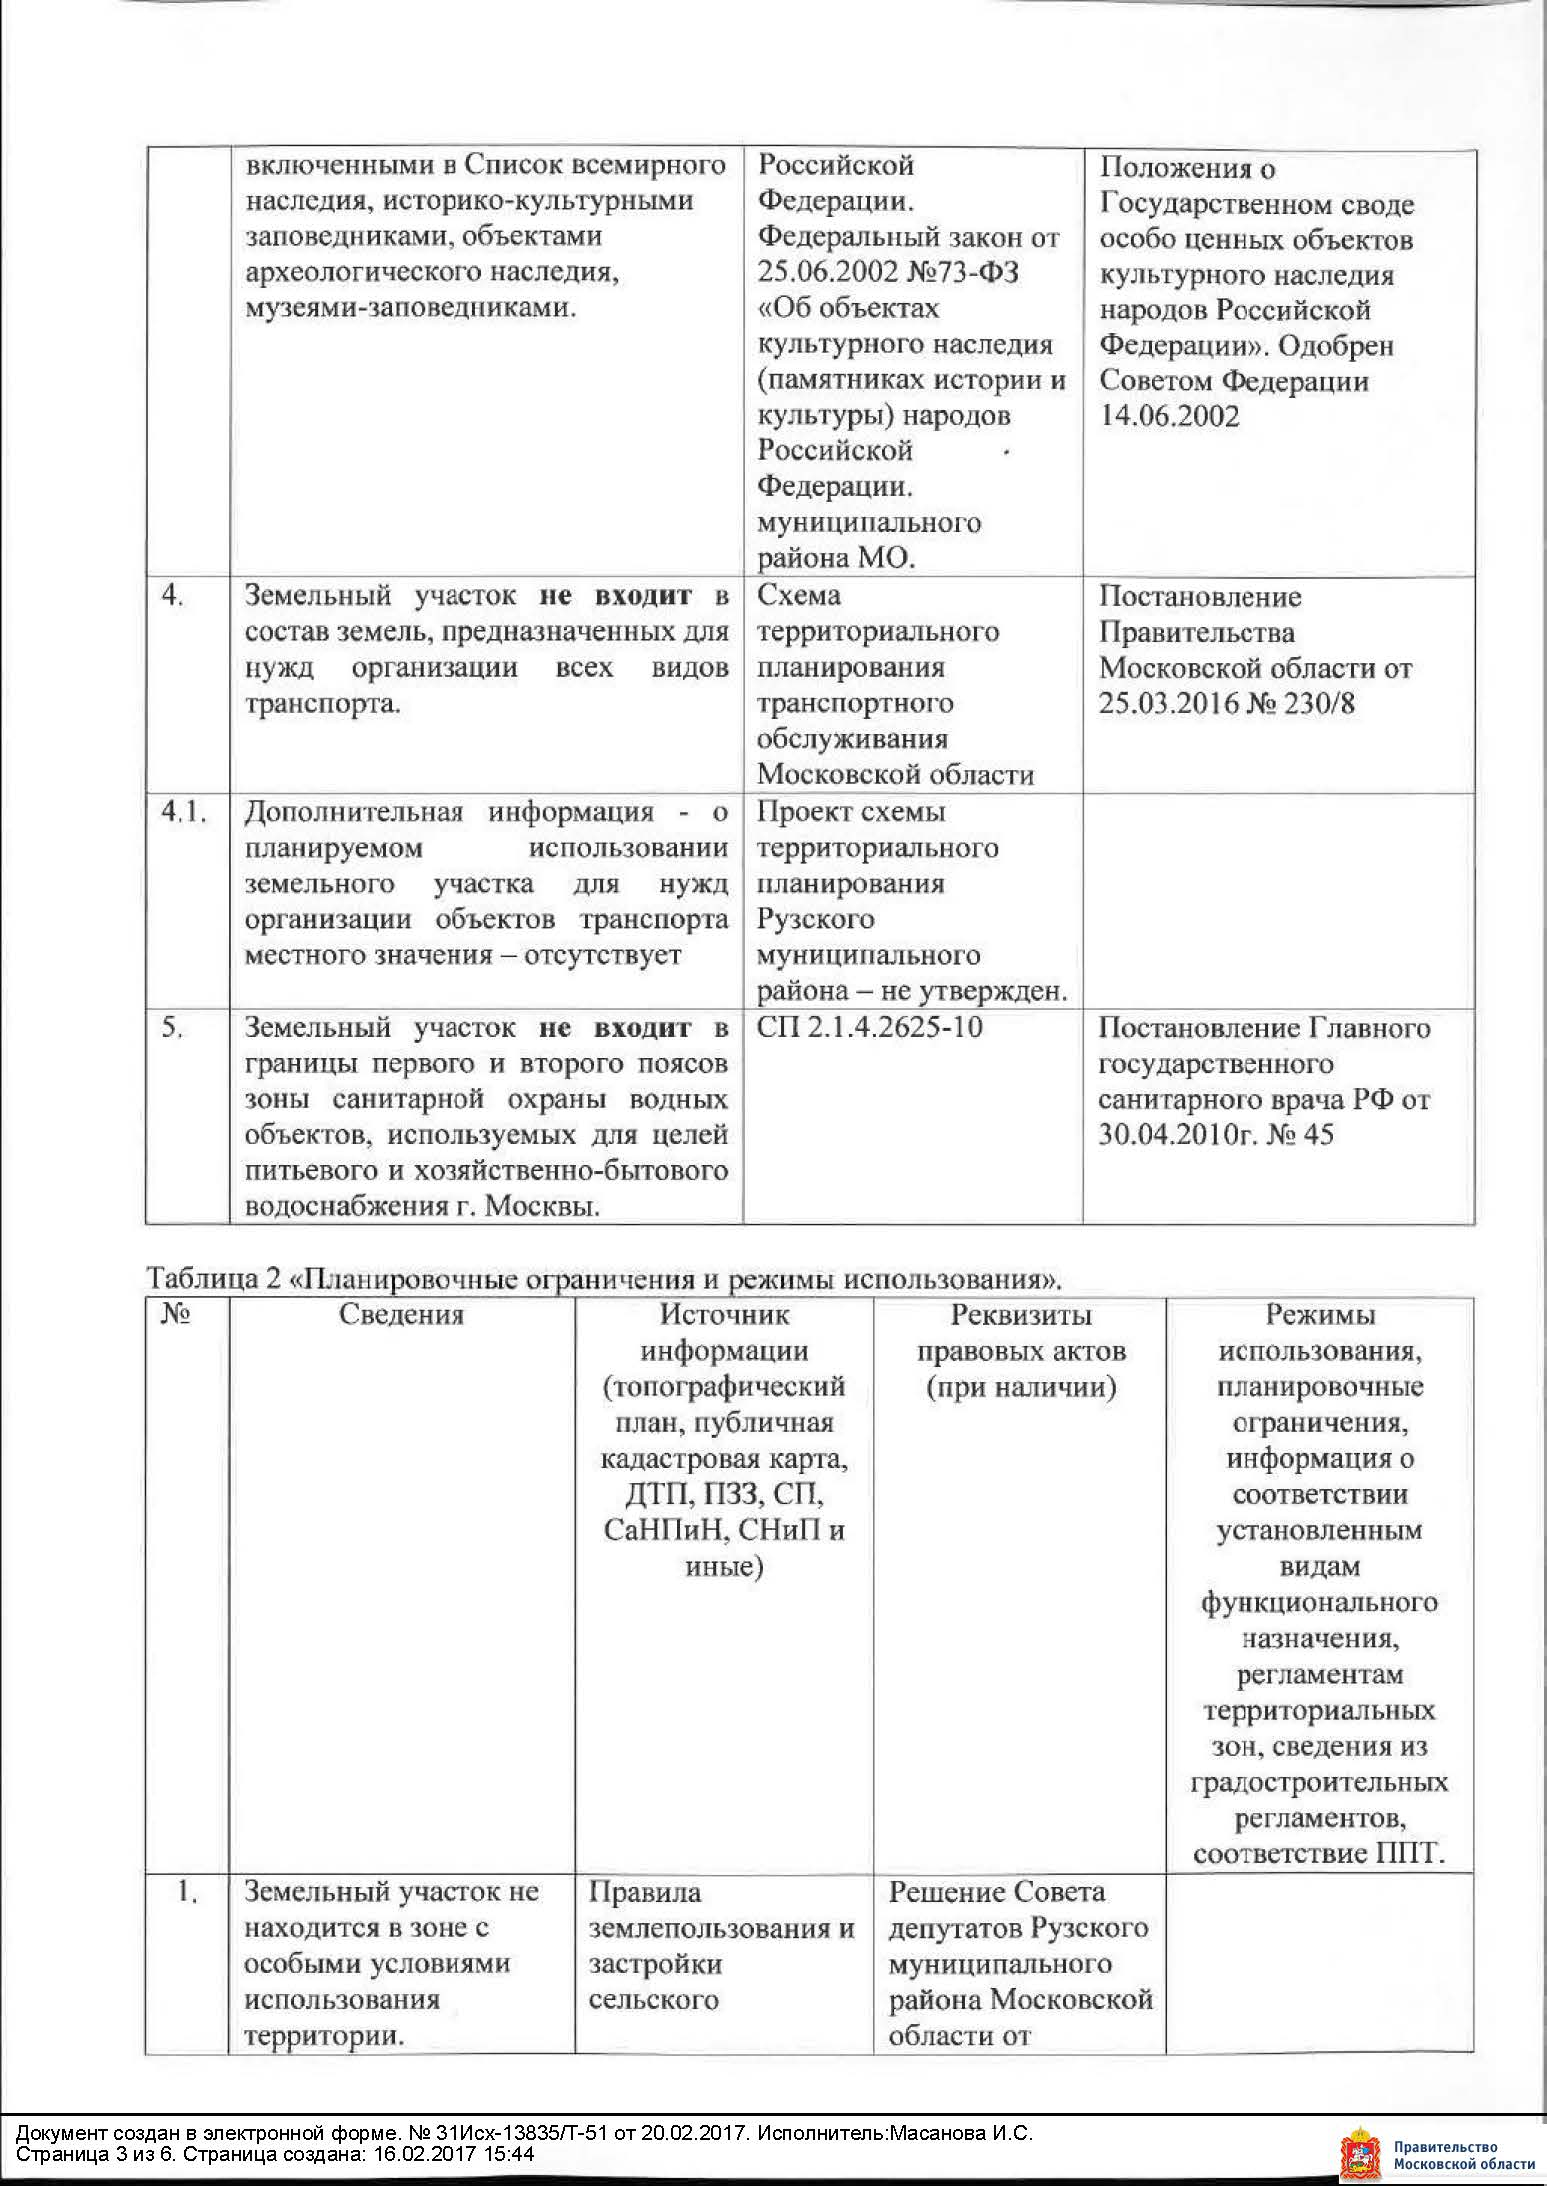 включенными в Список всемирного
наследия, историко-культурными
заповедниками, объектами
археологического наследия,
музеями-заповедниками.
Российской
Федерации.
Федеральный закон от
25.06.2002 №73-ФЗ
«Об объектах
культурного наследия
(памятниках истории и
культуры) народов
Российской
Федерации.
муниципального
района МО.
Положения о
Государственном своде
особо ценных объектов
культурного наследия
народов Российской
Федерации». Одобрен
Советом Федерации
14.06.2002
4.
Земельный участок не входит в
состав земель, предназначенных для
нужд организации всех видов
транспорта.
Схема
территориального
планирования
транспортного
обслуживания
Московской области
Постановление
Правительства
Московской области от
25.03.2016 № 230/8
4.1.
Дополнительная информация - о
планируемом использовании
земельного участка для нужд
организации объектов транспорта
местного значения – отсутствует
Проект схемы
территориального
планирования
Рузского
муниципального
района – не утвержден.
5.
Земельный участок не входит в
границы первого и второго поясов
зоны санитарной охраны водных
объектов, используемых для целей
питьевого и хозяйственно-бытового
водоснабжения г. Москвы.
СП 2.1.4.2625-10
Постановление Главного
государственного
санитарного врача РФ от
30.04.2010г. № 45
Таблица 2 «Планировочные ограничения и режимы использования».
№
Сведения
Источник
информации
(топографический
план, публичная
кадастровая карта,
ДТП, ПЗЗ, СП,
СаНПиН, СНиП и
иные)
Реквизиты
правовых актов
(при наличии)
Режимы
использования,
планировочные
ограничения,
информация о
соответствии
установленным
видам
функционального
назначения,
регламентам
территориальных
зон, сведения из
градостроительных
регламентов,
соответствие ППТ.
1.
Земельный участок не
находится в зоне с
особыми условиями
использования
территории.
Правила
землепользования и
застройки
сельского
Решение Совета
депутатов Рузского
муниципального
района Московской
области от
Документ создан в электронной форме. № 31Исх-13835/Т-51 от 20.02.2017. Исполнитель:Масанова И.С.
Страница 3 из 6. Страница создана: 16.02.2017 15:44
Правительство
Московской области